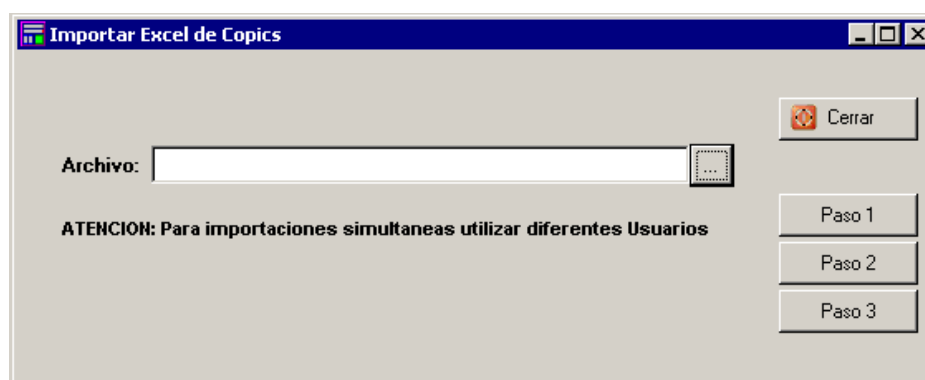 Importar Excel de Copics
Cerrar
Archivo:
...
ATENCION: Para importaciones simultaneas utilizar diferentes Usuarios
Paso 1
Paso 2
Paso 3